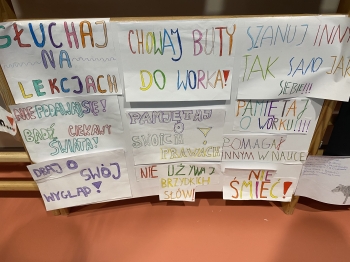 SŁUCHAJ
NA
LEKCJACH
CHOWAJ BUTY
DO WORKA!
SZANUJ INNYCH
TAK SAMO JAK
SIEBIE!!!
NIE PODDAWAJ SIĘ!
BĄDŹ CIEKAWY
ŚWIATA!
PAMIĘTAJ
O
SWOICH
PRAWACH
PAMIĘTAJ
O WORKU!!!!
POMAGAJ
INNYM W NAUCE
DBAJ O SWÓJ
WYGLĄD!
NIE UŻYWAJ
BRZYDKICH
SŁÓW
NIE
ŚMIEĆ!